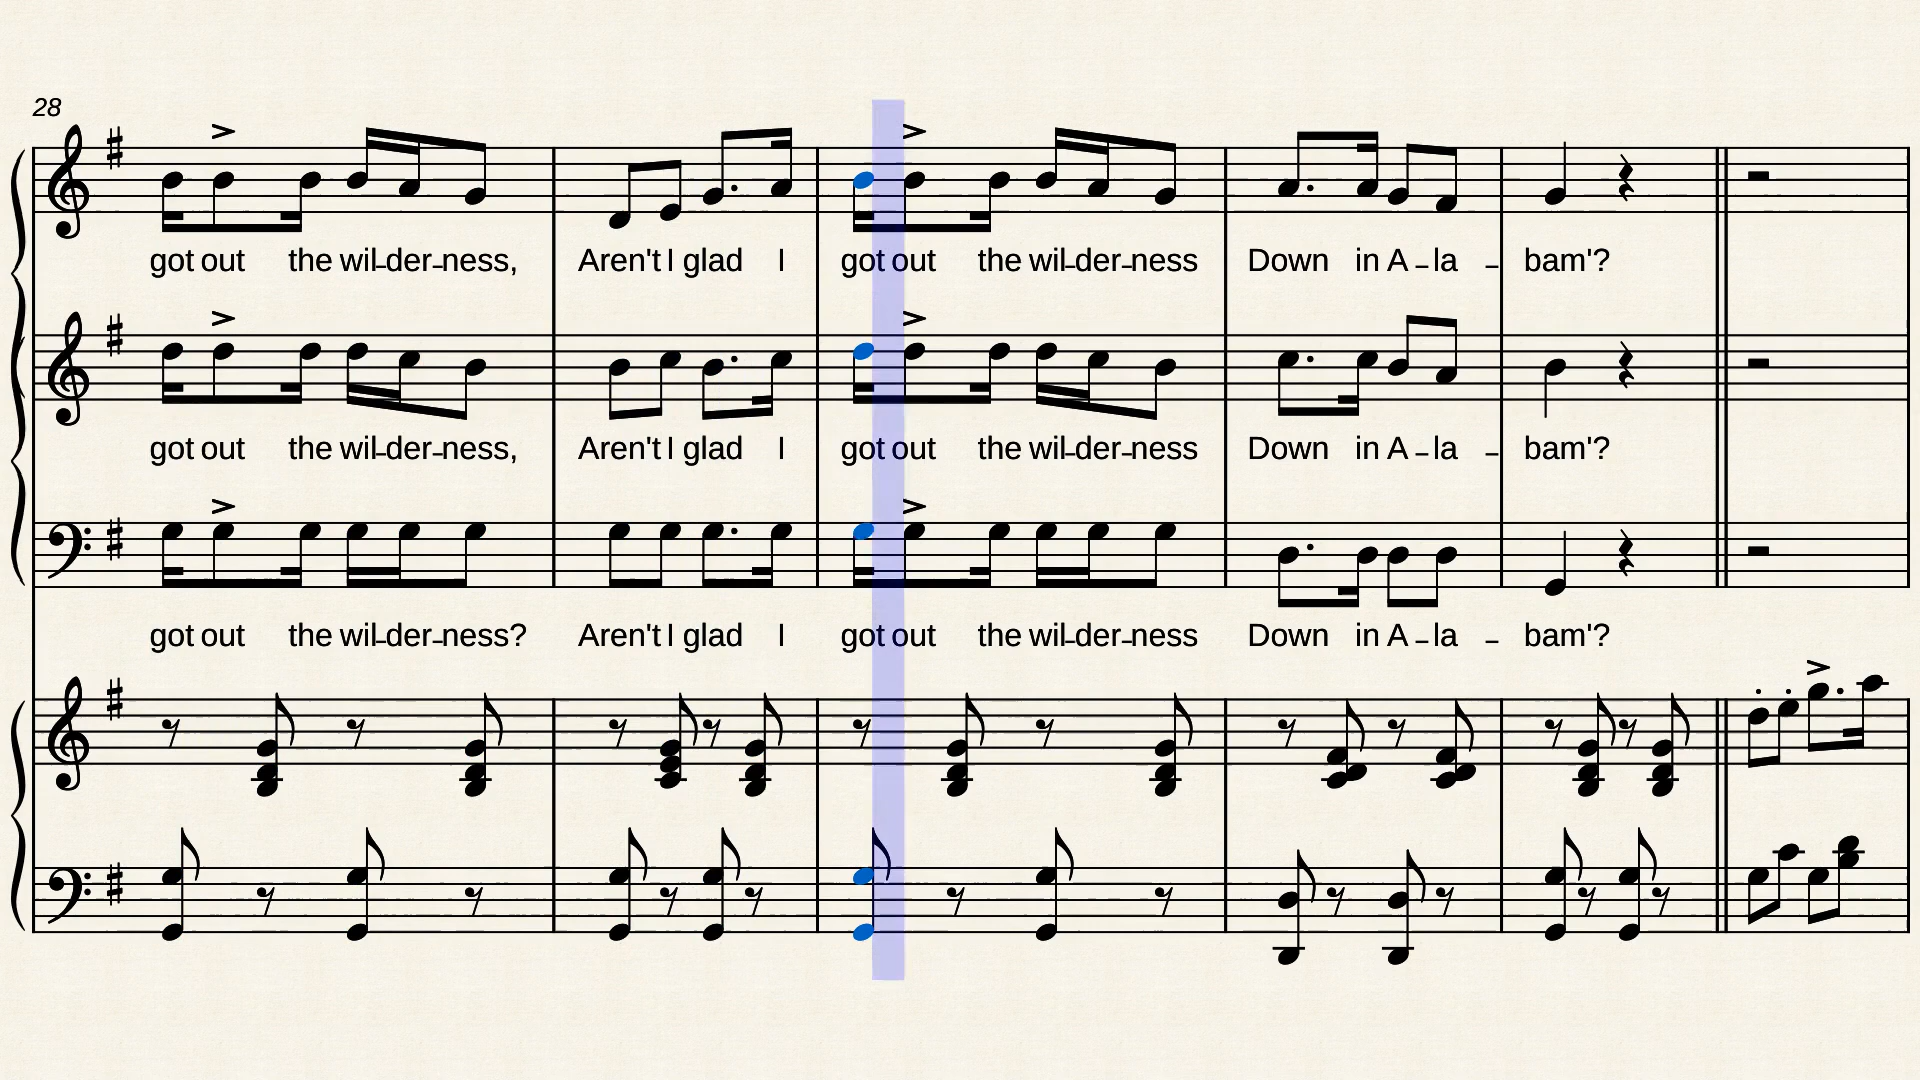 28
got out the wil-der-ness, Aren't I glad I got out the wil-der-ness Down in A-la-bam'?
got out the wil-der-ness, Aren't I glad I got out the wil-der-ness Down in A-la-bam'?
got out the wil-der-ness? Aren't I glad I got out the wil-der-ness Down in A-la-bam'?